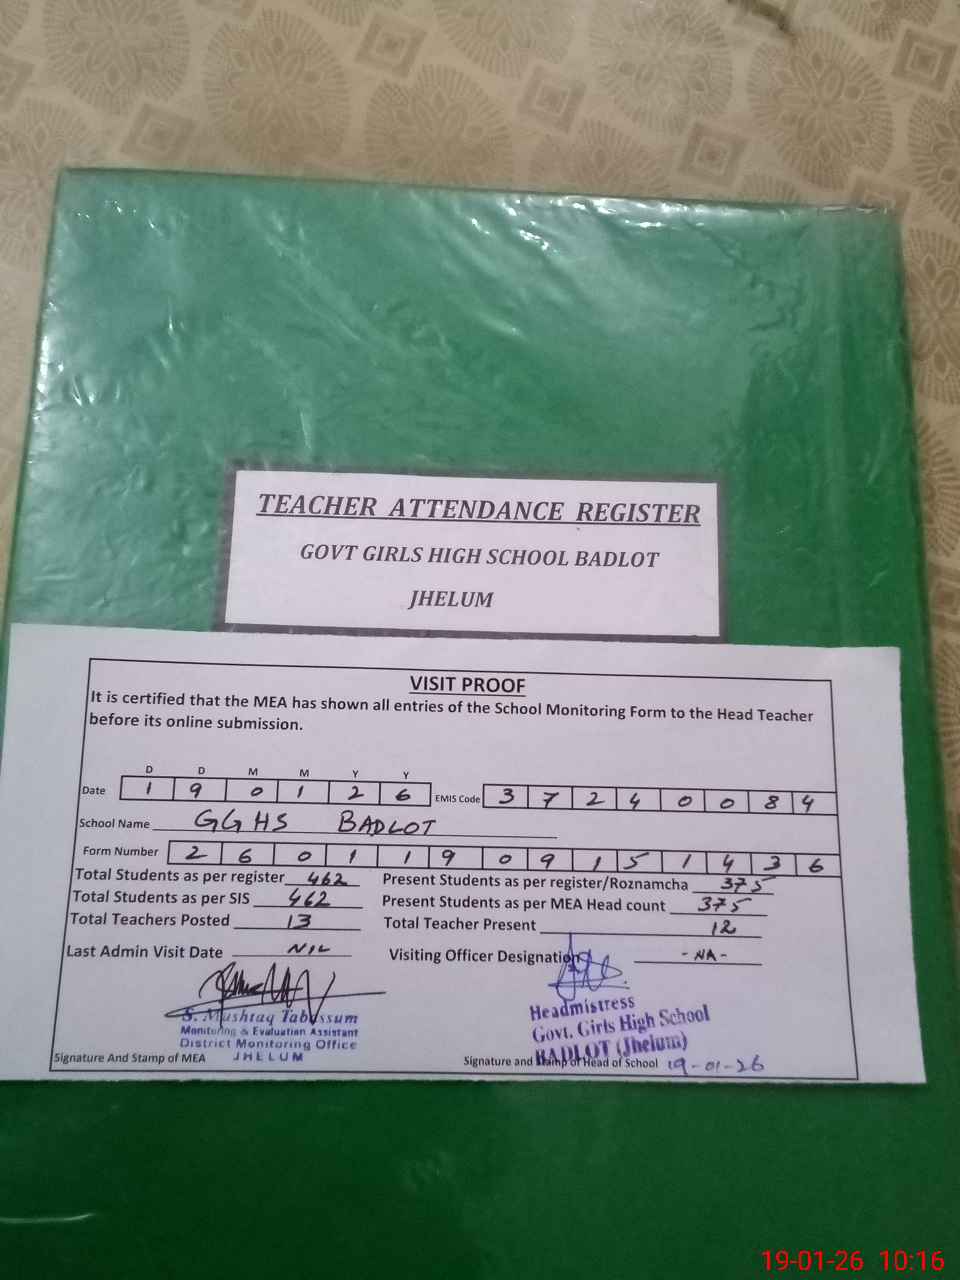 TEACHER ATTENDANCE REGISTER
GOVT GIRLS HIGH SCHOOL BADLOT
JHELUM
VISIT PROOF
It is certified that the MEA has shown all entries of the School Monitoring Form to the Head Teacher
before its online submission.
D D M M Y Y
Date 1 9 0 1 2 6 EMIS Code 3 7 2 4 0 0 8 4
School Name GGHS BADLOT
Form Number 2 6 0 1 1 9 0 9 1 5 1 4 3 6
Total Students as per register 462 Present Students as per register/Roznamcha 375
Total Students as per SIS 462 Present Students as per MEA Head count 375
Total Teachers Posted 13 Total Teacher Present 12
Last Admin Visit Date NIL Visiting Officer Designation - NA -
S. Mushtaq Tabassum
Monitoring & Evaluation Assistant
District Monitoring Office
JHELUM
Signature And Stamp of MEA
Headmistress
Govt. Girls High School
BADLOT (Jhelum)
Signature and Stamp of Head of School 19-01-26
19-01-26 10:16